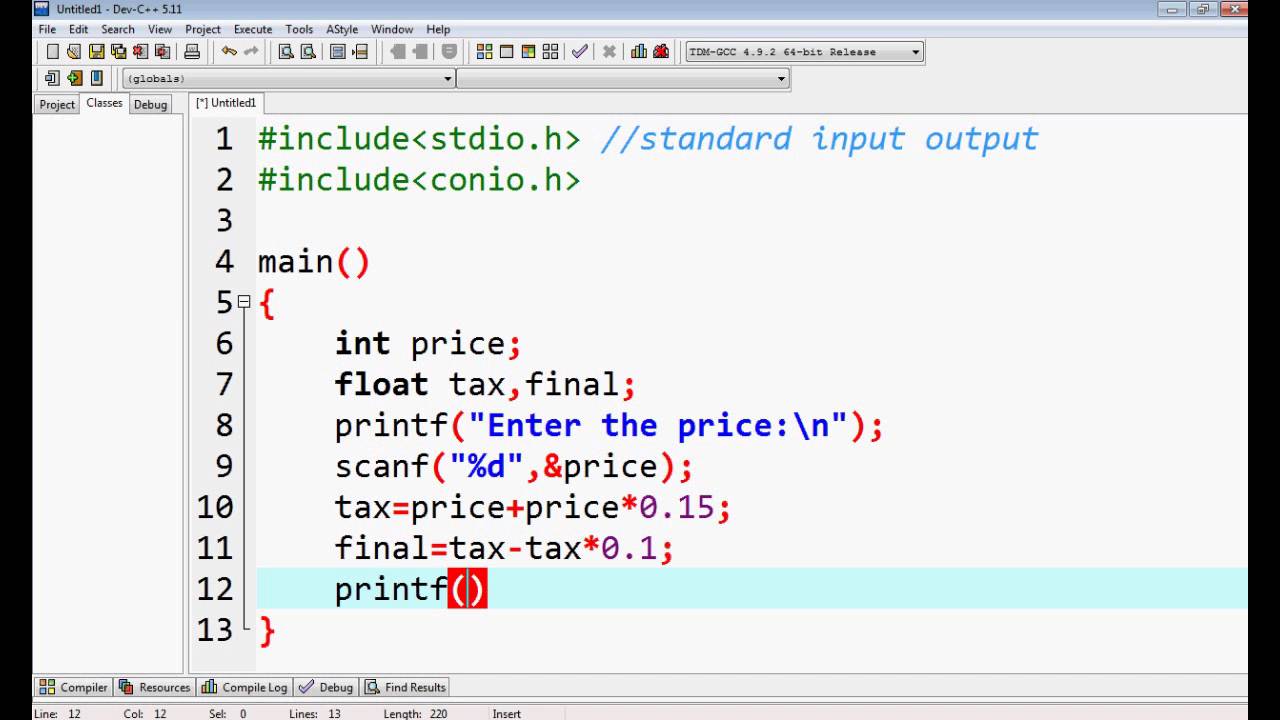 Untitled1 - Dev-C++ 5.11
File Edit Search View Project Execute Tools AStyle Window Help
TDM-GCC 4.9.2 64-bit Release
(globals)
Project Classes Debug [*] Untitled1
1 #include<stdio.h> //standard input output
2 #include<conio.h>
3
4 main()
5 {
6 int price;
7 float tax,final;
8 printf("Enter the price:\n");
9 scanf("%d",&price);
10 tax=price+price*0.15;
11 final=tax-tax*0.1;
12 printf()
13 }
Compiler Resources Compile Log Debug Find Results
Line: 12 Col: 12 Sel: 0 Lines: 13 Length: 220 Insert